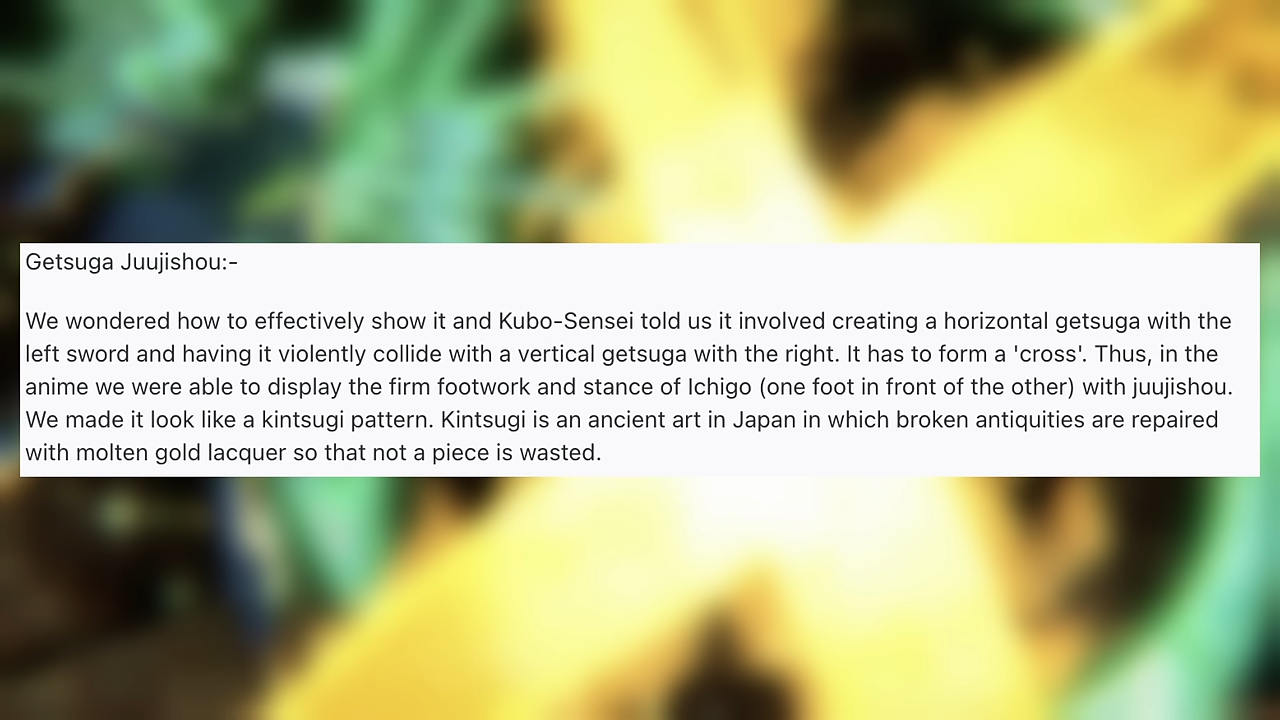 Getsuga Juujishou:-
We wondered how to effectively show it and Kubo-Sensei told us it involved creating a horizontal getsuga with the
left sword and having it violently collide with a vertical getsuga with the right. It has to form a 'cross'. Thus, in the
anime we were able to display the firm footwork and stance of Ichigo (one foot in front of the other) with juujishou.
We made it look like a kintsugi pattern. Kintsugi is an ancient art in Japan in which broken antiquities are repaired
with molten gold lacquer so that not a piece is wasted.